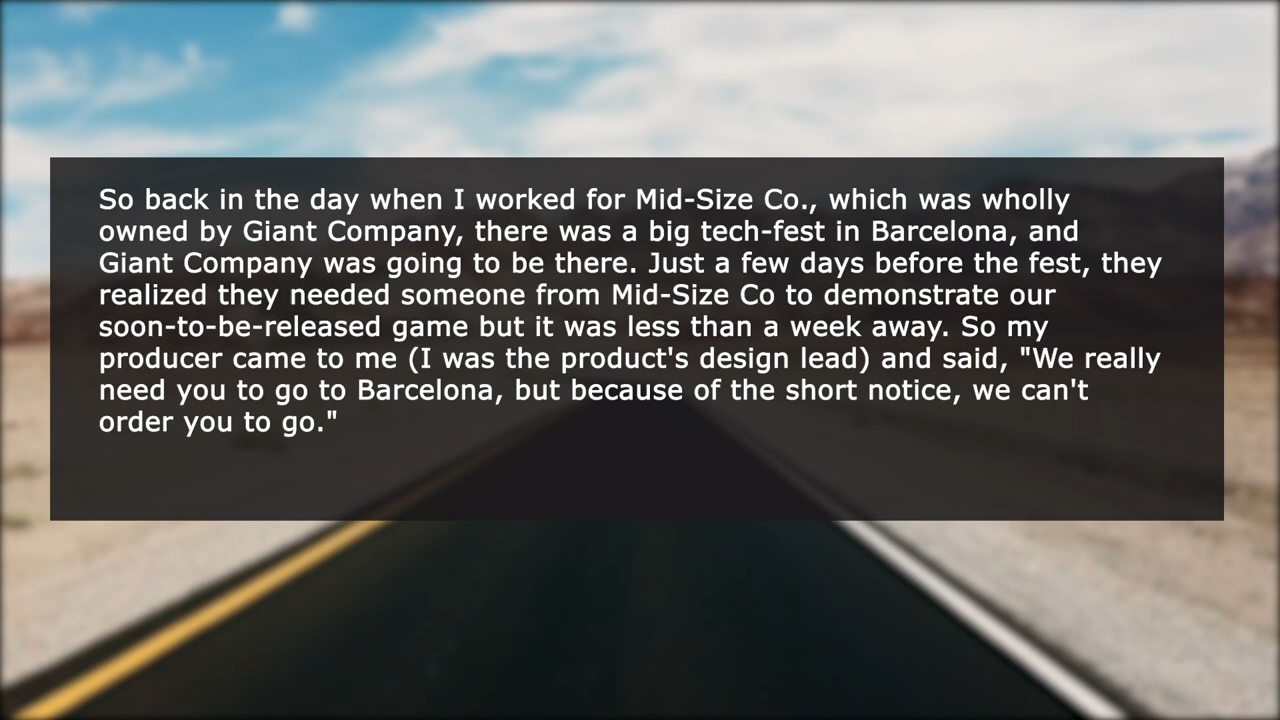 So back in the day when I worked for Mid-Size Co., which was wholly
owned by Giant Company, there was a big tech-fest in Barcelona, and
Giant Company was going to be there. Just a few days before the fest, they
realized they needed someone from Mid-Size Co to demonstrate our
soon-to-be-released game but it was less than a week away. So my
producer came to me (I was the product's design lead) and said, "We really
need you to go to Barcelona, but because of the short notice, we can't
order you to go."